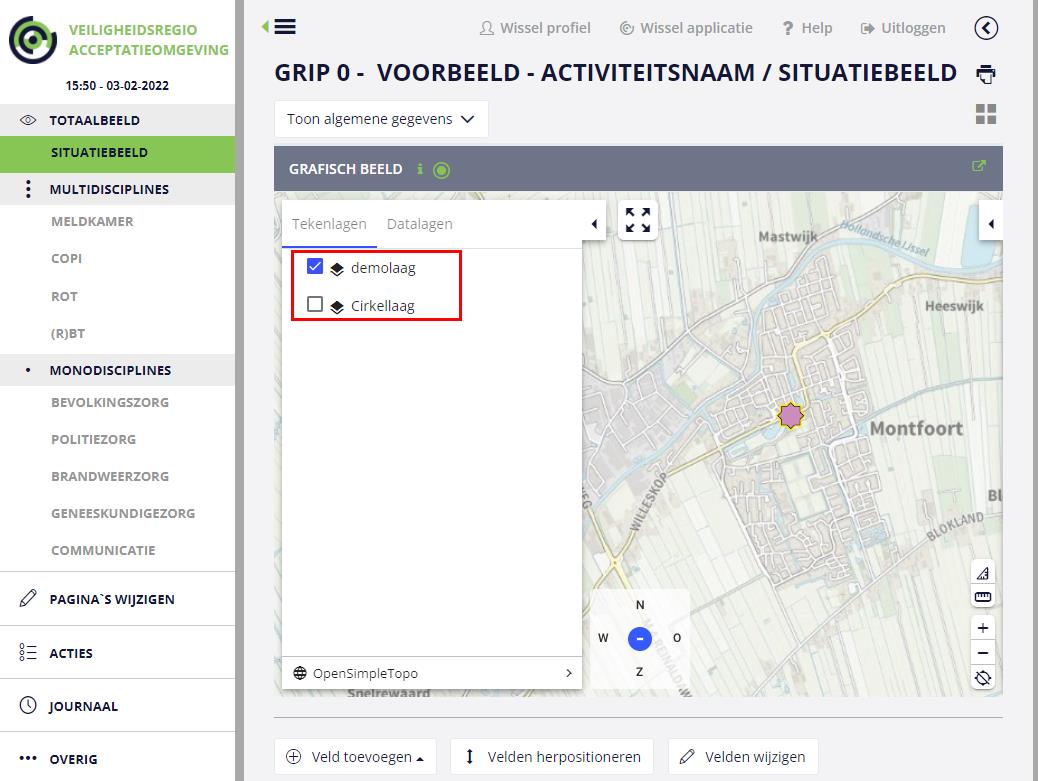 VEILIGHEIDSREGIO
ACCEPTATIEOMGEVING
15:50 - 03-02-2022
TOTAALBEELD
SITUATIEBEELD
MULTIDISCIPLINES
MELDKAMER
COPI
ROT
(R)BT
MONODISCIPLINES
BEVOLKINGSZORG
POLITIEZORG
BRANDWEERZORG
GENEESKUNDIGEZORG
COMMUNICATIE
PAGINA`S WIJZIGEN
ACTIES
JOURNAAL
OVERIG
Wissel profiel
Wissel applicatie
Help
Uitloggen
GRIP 0 - VOORBEELD - ACTIVITEITSNAAM / SITUATIEBEELD
Toon algemene gegevens
GRAFISCH BEELD
Tekenlagen
Datalagen
demolaag
Cirkellaag
OpenSimpleTopo
Mastwijk
Hollandsche IJssel
Heeswijk
Montfoort
WILLESKOP
BLOKLAND
Snelrewaard
N
W
-
O
Z
+
−
Veld toevoegen
Velden herpositioneren
Velden wijzigen